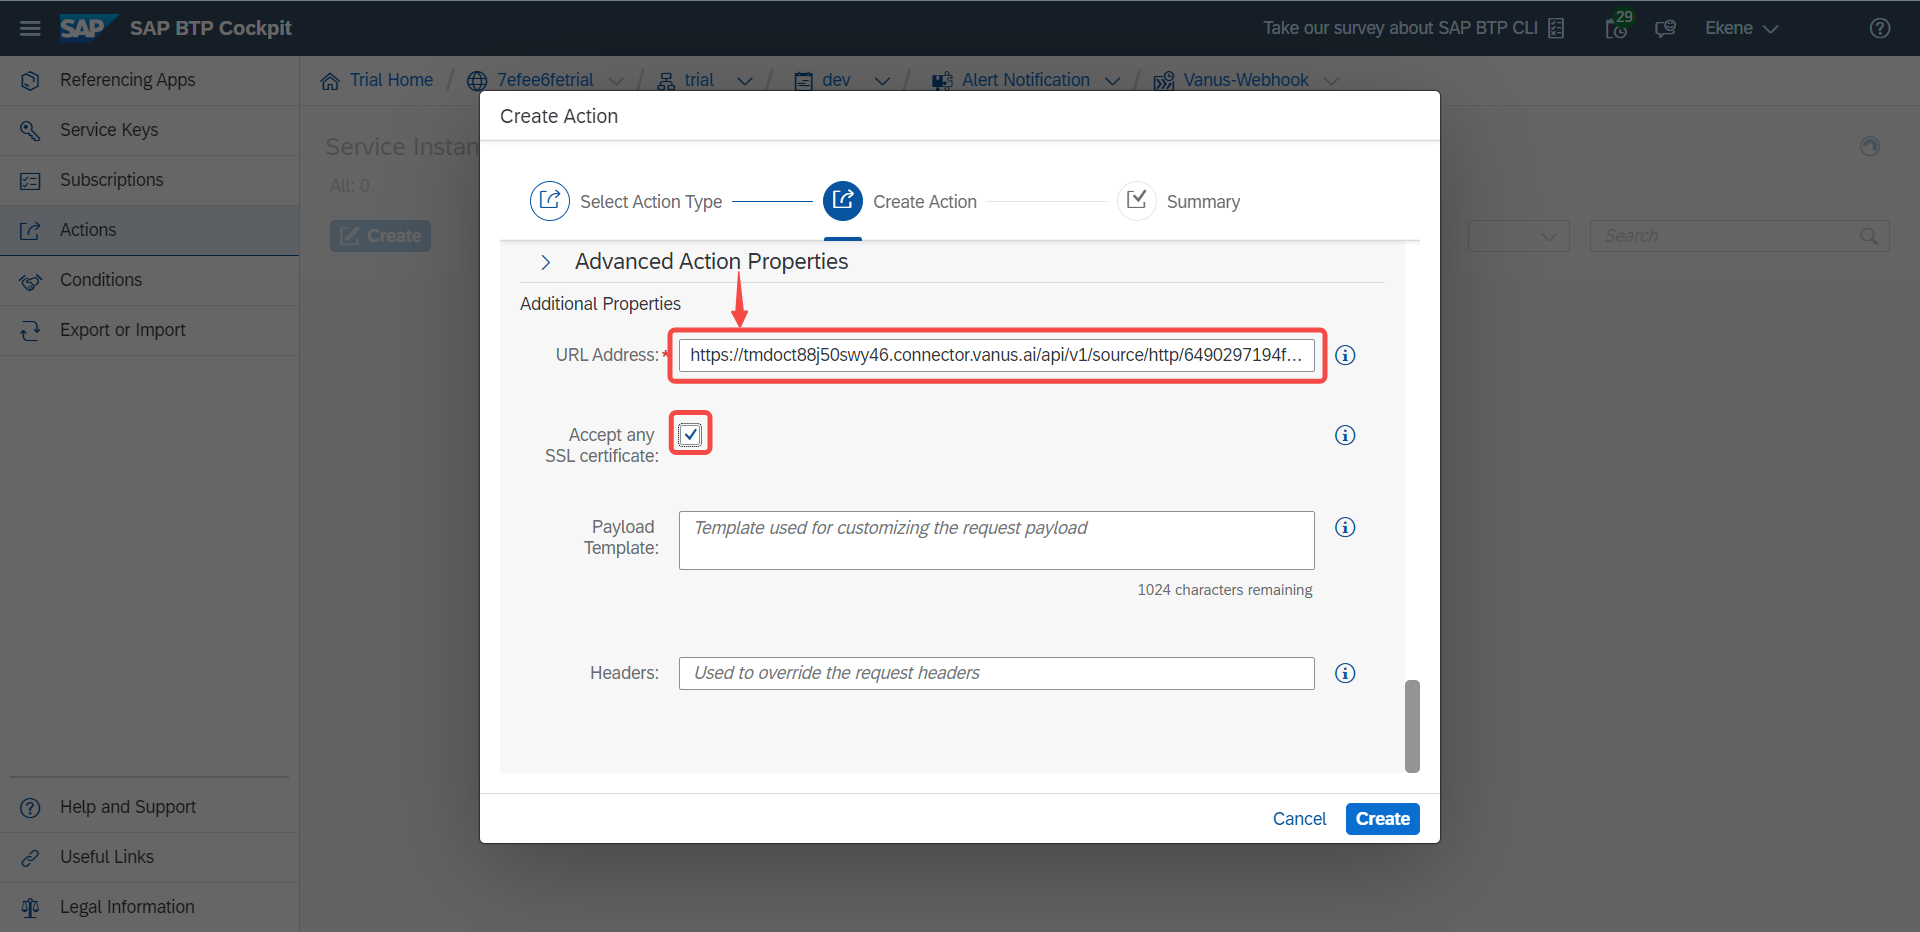 SAP
SAP BTP Cockpit
Take our survey about SAP BTP CLI
29
Ekene
Referencing Apps
Service Keys
Subscriptions
Actions
Conditions
Export or Import
Help and Support
Useful Links
Legal Information
Trial Home / 7efee6fetrial / trial / dev / Alert Notification / Vanus-Webhook
Service Instan
All: 0
Create
Search
Create Action
Select Action Type
Create Action
Summary
Advanced Action Properties
Additional Properties
URL Address:*
https://tmdoct88j50swy46.connector.vanus.ai/api/v1/source/http/6490297194f...
Accept any
SSL certificate:
Payload
Template:
Template used for customizing the request payload
1024 characters remaining
Headers:
Used to override the request headers
Cancel
Create